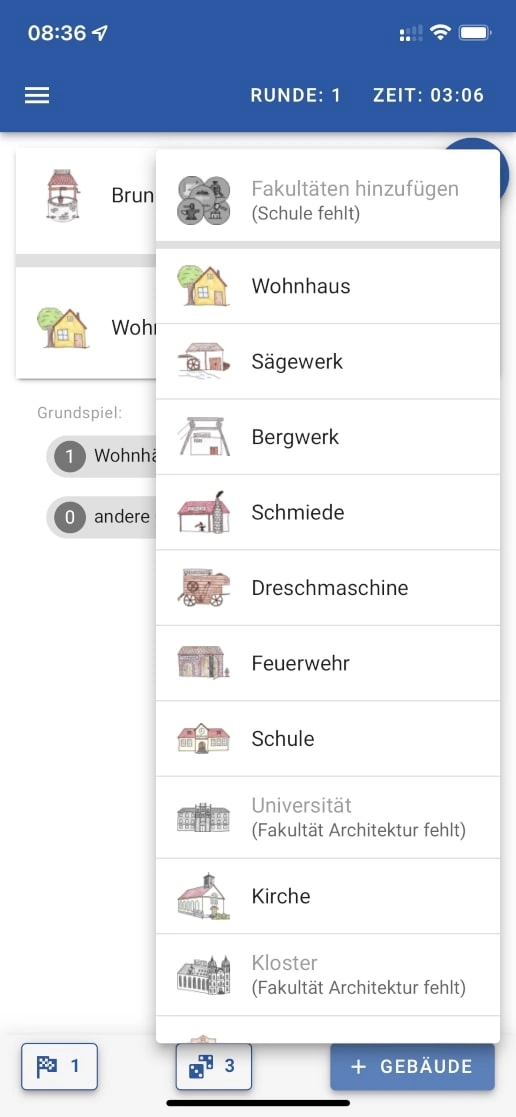 08:36
RUNDE: 1 ZEIT: 03:06
Brun
Fakultäten hinzufügen
(Schule fehlt)
Wohnhaus
Woh
Sägewerk
Grundspiel:
1 Wohnhä
Bergwerk
0 andere
Schmiede
Dreschmaschine
Feuerwehr
Schule
Universität
(Fakultät Architektur fehlt)
Kirche
Kloster
(Fakultät Architektur fehlt)
1
3
+ GEBÄUDE